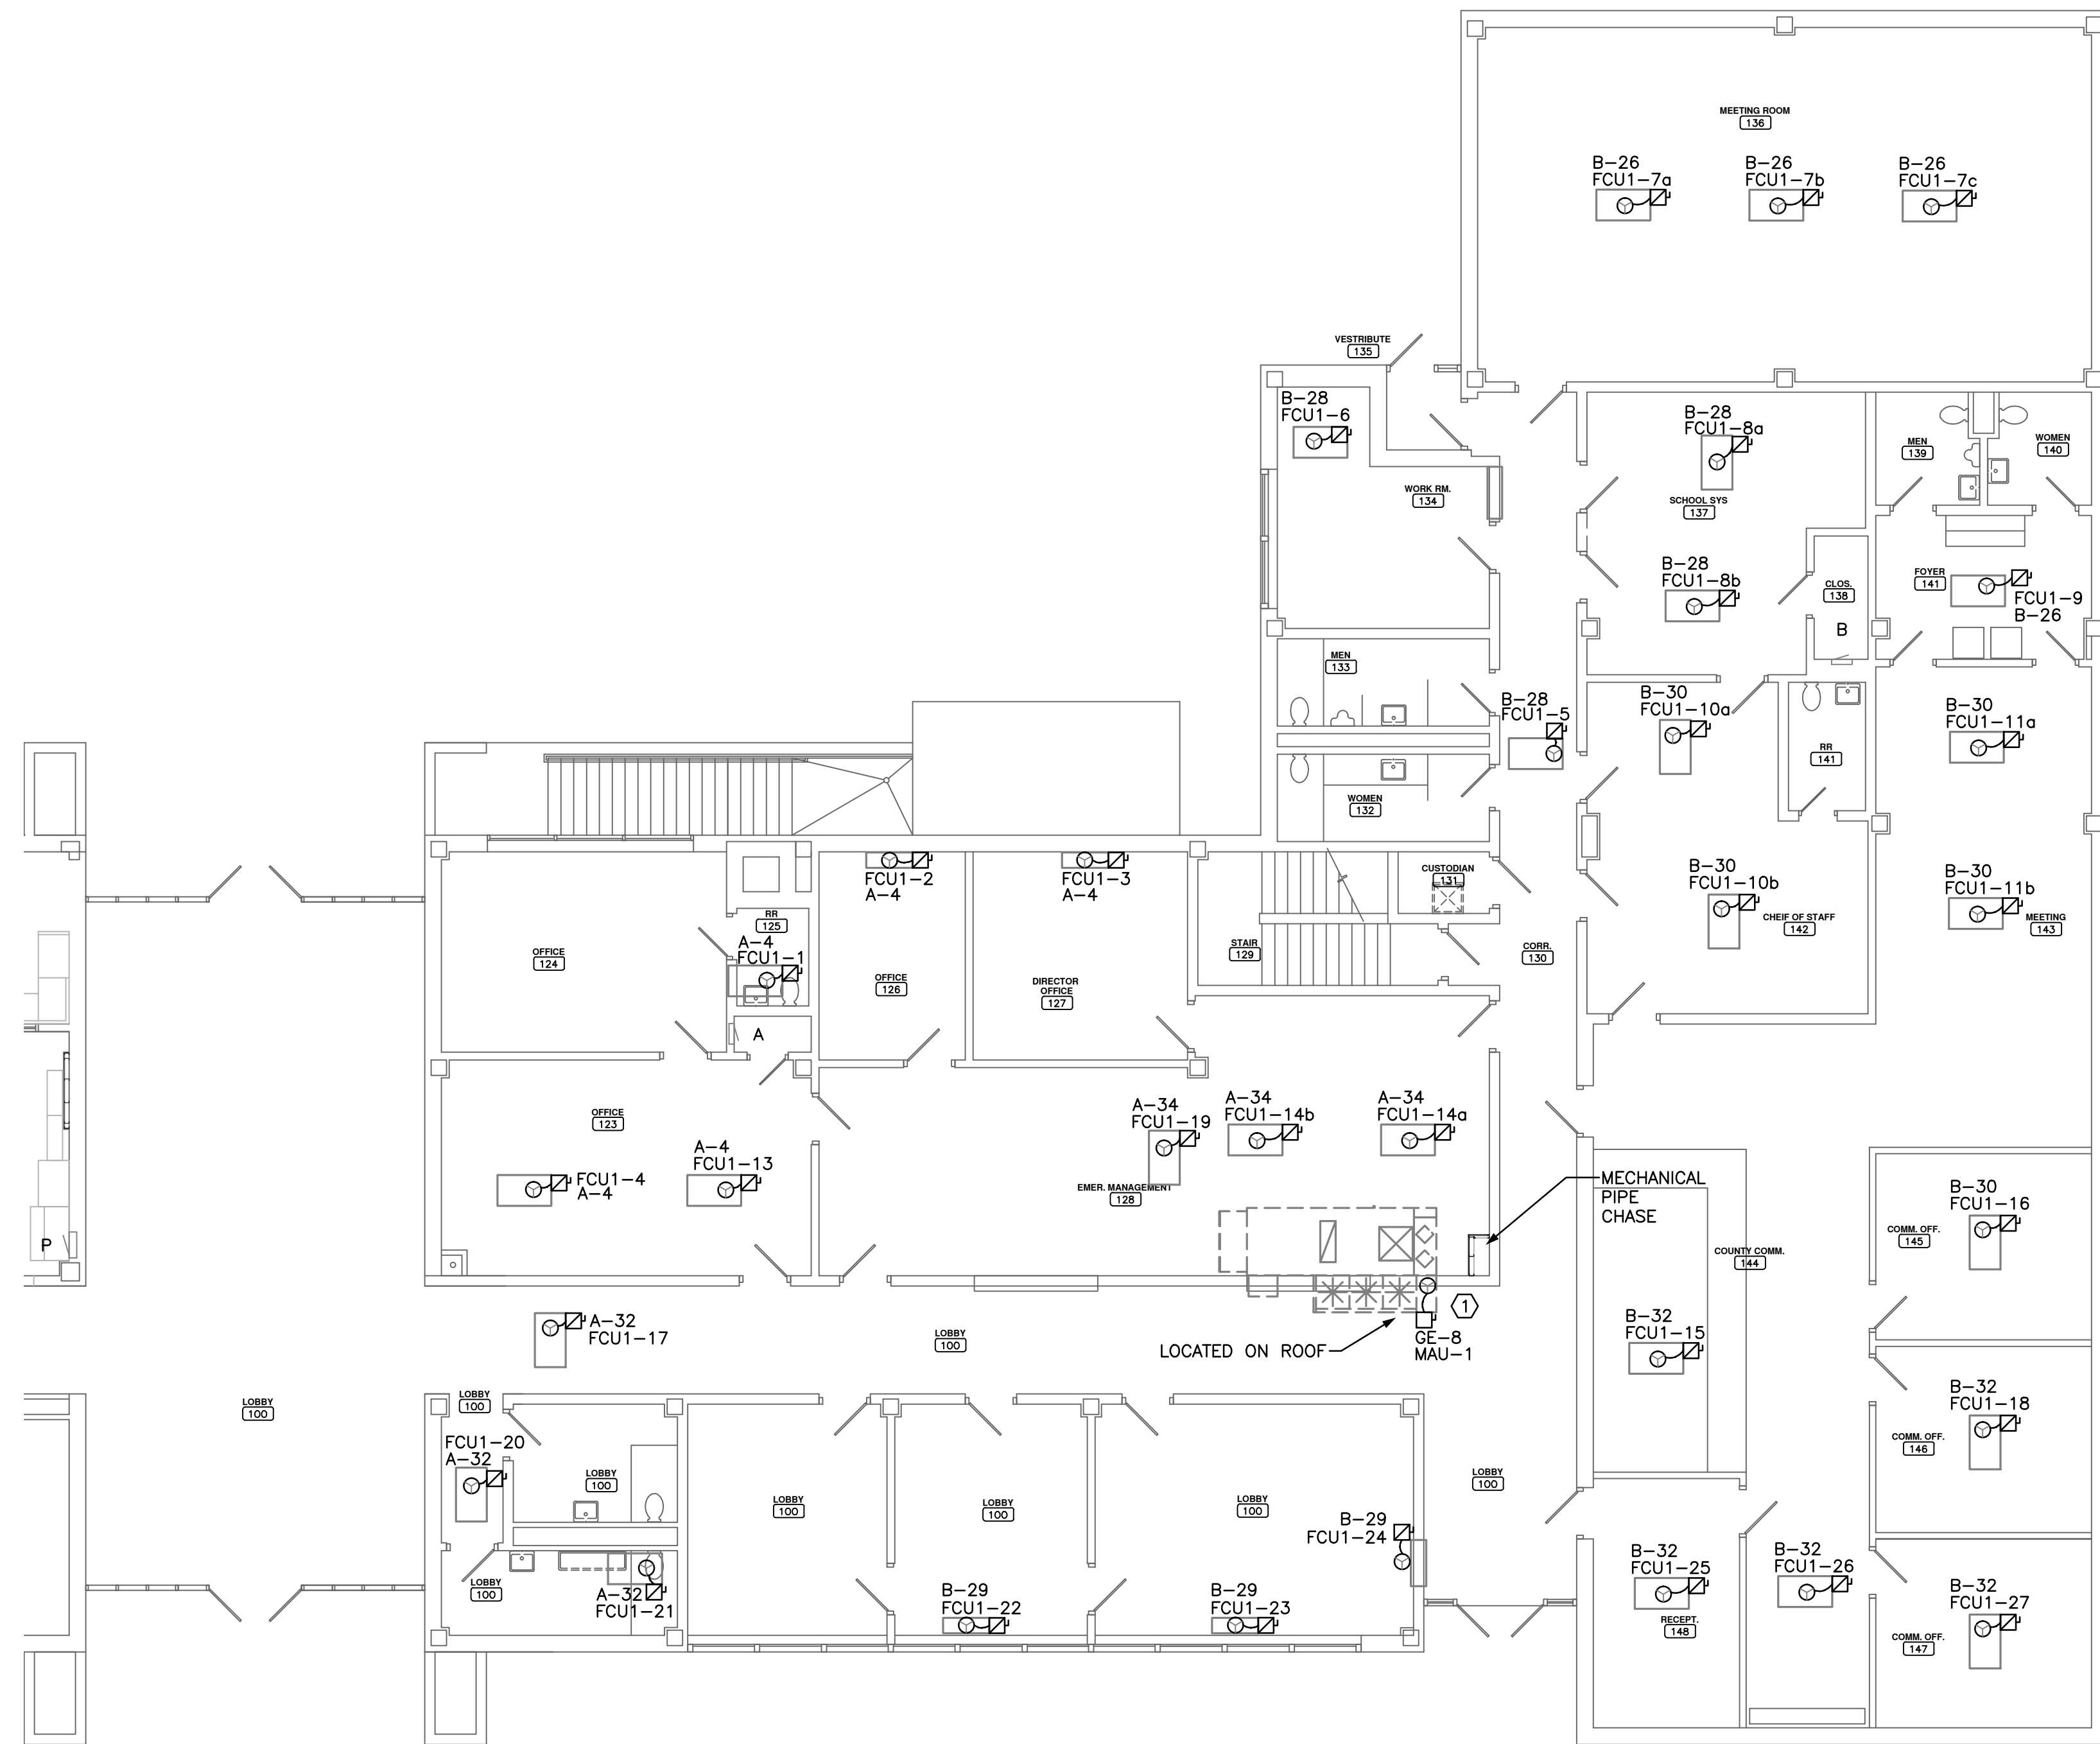 MEETING ROOM
136
B-26
FCU1-7a
B-26
FCU1-7b
B-26
FCU1-7c
VESTRIBUTE
135
B-28
FCU1-6
WORK RM.
134
B-28
FCU1-8a
SCHOOL SYS
137
MEN
139
WOMEN
140
B-28
FCU1-8b
CLOS.
138
B
FOYER
141
FCU1-9
B-26
MEN
133
B-28
FCU1-5
WOMEN
132
B-30
FCU1-10a
RR
141
B-30
FCU1-11a
B-30
FCU1-10b
CHEIF OF STAFF
142
B-30
FCU1-11b
MEETING
143
FCU1-2
A-4
FCU1-3
A-4
CUSTODIAN
131
RR
125
A-4
FCU1-1
OFFICE
124
OFFICE
126
DIRECTOR
OFFICE
127
STAIR
129
CORR.
130
A
OFFICE
123
A-4
FCU1-13
FCU1-4
A-4
A-34
FCU1-19
A-34
FCU1-14b
A-34
FCU1-14a
EMER. MANAGEMENT
128
MECHANICAL
PIPE
CHASE
P
COUNTY COMM.
144
B-30
FCU1-16
COMM. OFF.
145
A-32
FCU1-17
LOBBY
100
LOCATED ON ROOF
1
GE-8
MAU-1
B-32
FCU1-15
B-32
FCU1-18
COMM. OFF.
146
LOBBY
100
LOBBY
100
FCU1-20
A-32
LOBBY
100
LOBBY
100
LOBBY
100
LOBBY
100
LOBBY
100
B-29
FCU1-24
LOBBY
100
A-32
FCU1-21
B-29
FCU1-22
B-29
FCU1-23
B-32
FCU1-25
RECEPT.
148
B-32
FCU1-26
B-32
FCU1-27
COMM. OFF.
147